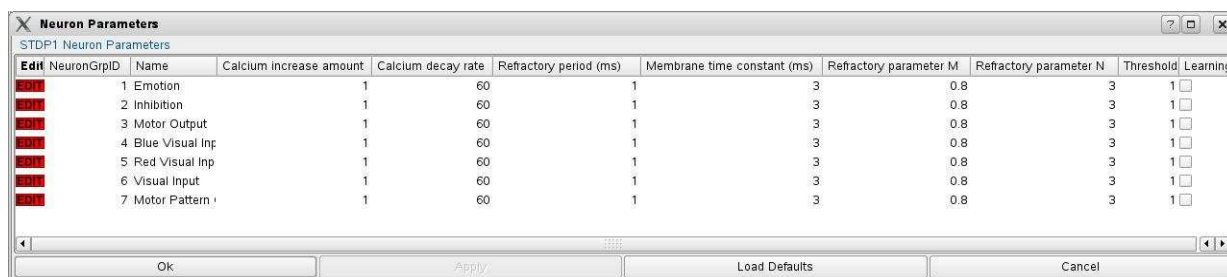 Neuron Parameters
STDP1 Neuron Parameters
Edit NeuronGrpID Name Calcium increase amount Calcium decay rate Refractory period (ms) Membrane time constant (ms) Refractory parameter M Refractory parameter N Threshold Learning
EDIT 1 Emotion 1 60 1 3 0.8 3 1
EDIT 2 Inhibition 1 60 1 3 0.8 3 1
EDIT 3 Motor Output 1 60 1 3 0.8 3 1
EDIT 4 Blue Visual Inp 1 60 1 3 0.8 3 1
EDIT 5 Red Visual Inp 1 60 1 3 0.8 3 1
EDIT 6 Visual Input 1 60 1 3 0.8 3 1
EDIT 7 Motor Pattern 1 60 1 3 0.8 3 1
Ok Apply Load Defaults Cancel